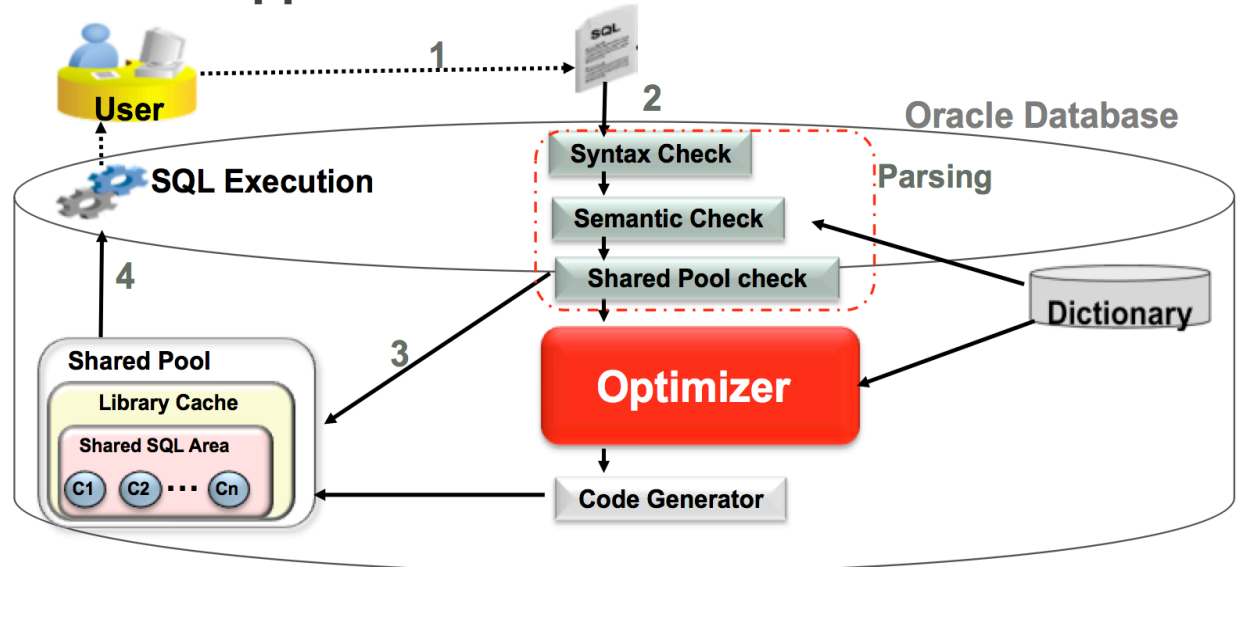 SQL
1
2
User
Oracle Database
Syntax Check
SQL Execution
Parsing
Semantic Check
4
Shared Pool check
Dictionary
3
Shared Pool
Optimizer
Library Cache
Shared SQL Area
C1 C2 ... Cn
Code Generator